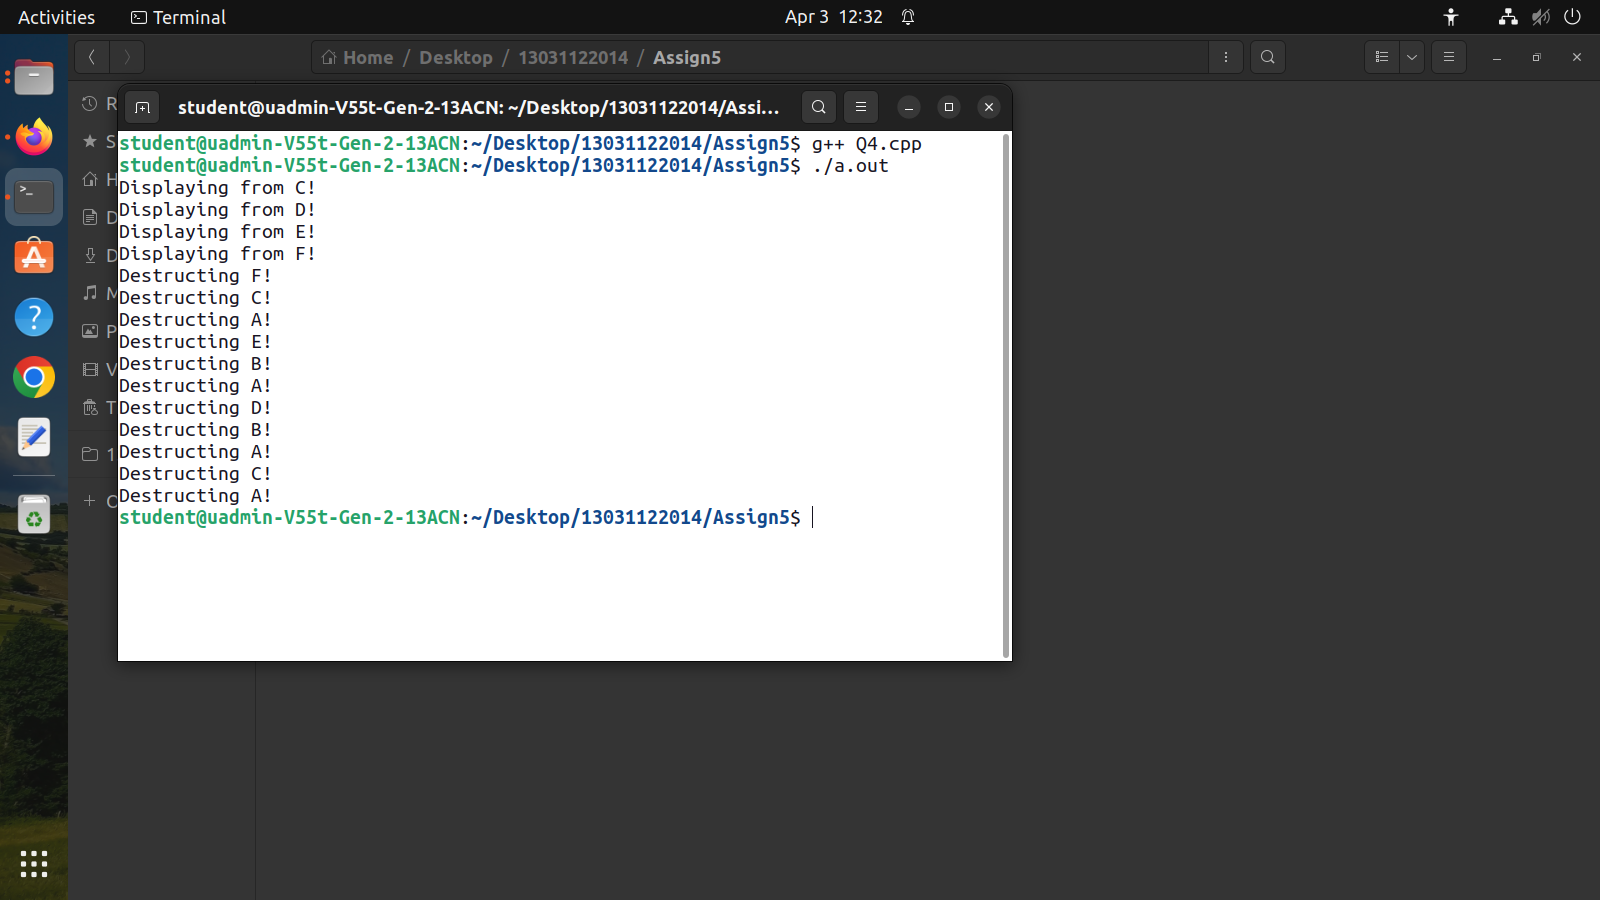 Activities
Terminal
Apr 3 12:32
Home / Desktop / 13031122014 / Assign5
student@uadmin-V55t-Gen-2-13ACN: ~/Desktop/13031122014/Assi...
R
S
H
D
D
M
P
V
T
1
student@uadmin-V55t-Gen-2-13ACN:~/Desktop/13031122014/Assign5$ g++ Q4.cpp
student@uadmin-V55t-Gen-2-13ACN:~/Desktop/13031122014/Assign5$ ./a.out
Displaying from C!
Displaying from D!
Displaying from E!
Displaying from F!
Destructing F!
Destructing C!
Destructing A!
Destructing E!
Destructing B!
Destructing A!
Destructing D!
Destructing B!
Destructing A!
Destructing C!
Destructing A!
student@uadmin-V55t-Gen-2-13ACN:~/Desktop/13031122014/Assign5$